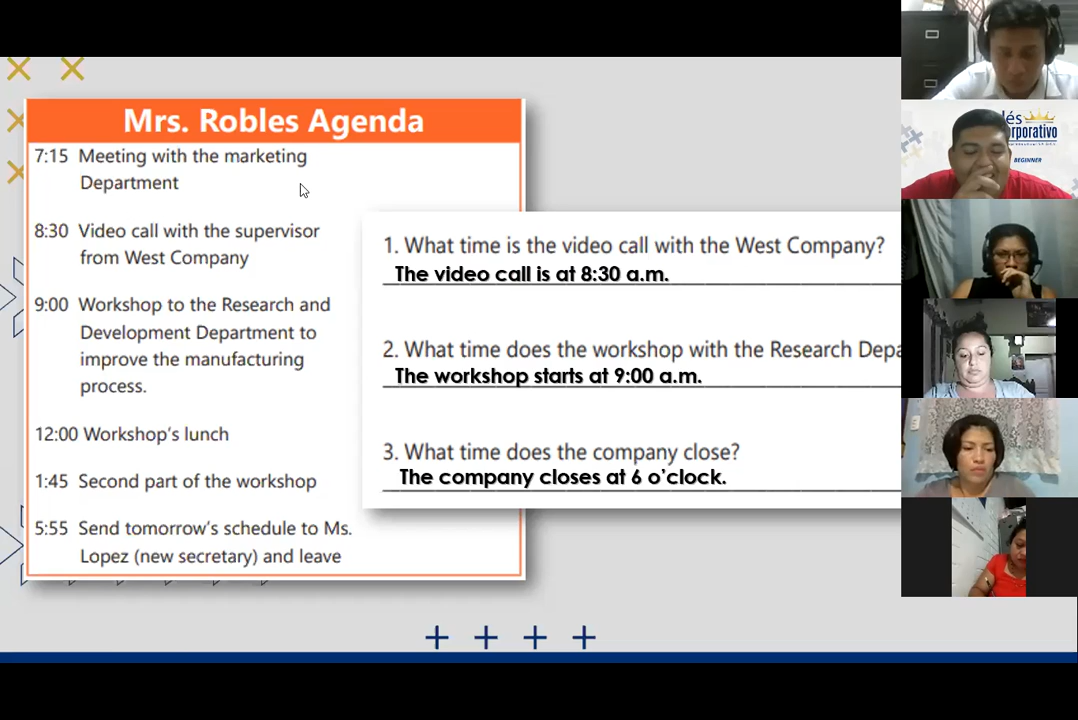 Mrs. Robles Agenda
7:15 Meeting with the marketing
Department
8:30 Video call with the supervisor
from West Company
9:00 Workshop to the Research and
Development Department to
improve the manufacturing
process.
12:00 Workshop's lunch
1:45 Second part of the workshop
5:55 Send tomorrow's schedule to Ms.
Lopez (new secretary) and leave
1. What time is the video call with the West Company?
The video call is at 8:30 a.m.
2. What time does the workshop with the Research Depa
The workshop starts at 9:00 a.m.
3. What time does the company close?
The company closes at 6 o'clock.
és
orporativo
BEGINNER